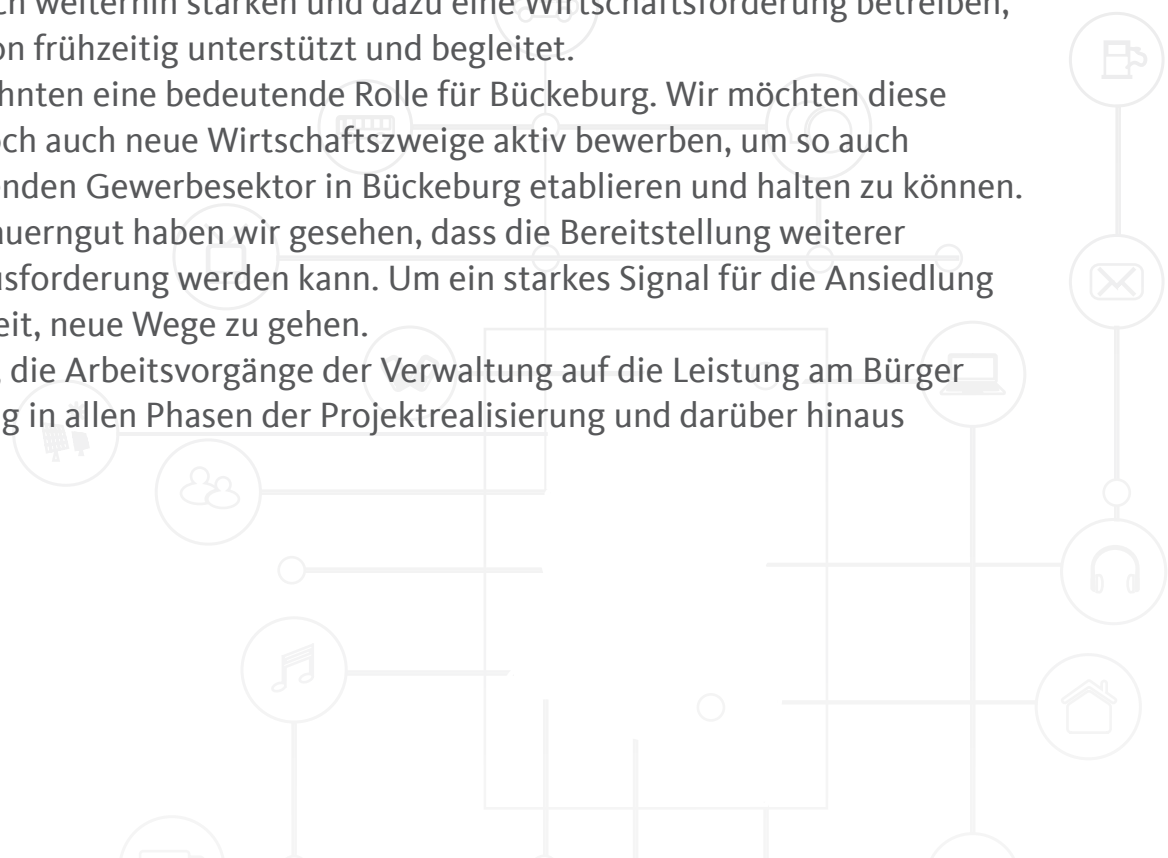 ch weiterhin stärken und dazu eine Wirtschaftsförderung betreiben,
on frühzeitig unterstützt und begleitet.
hnten eine bedeutende Rolle für Bückeburg. Wir möchten diese
och auch neue Wirtschaftszweige aktiv bewerben, um so auch
enden Gewerbesektor in Bückeburg etablieren und halten zu können.
auerngut haben wir gesehen, dass die Bereitstellung weiterer
usforderung werden kann. Um ein starkes Signal für die Ansiedlung
eit, neue Wege zu gehen.
, die Arbeitsvorgänge der Verwaltung auf die Leistung am Bürger
g in allen Phasen der Projektrealisierung und darüber hinaus